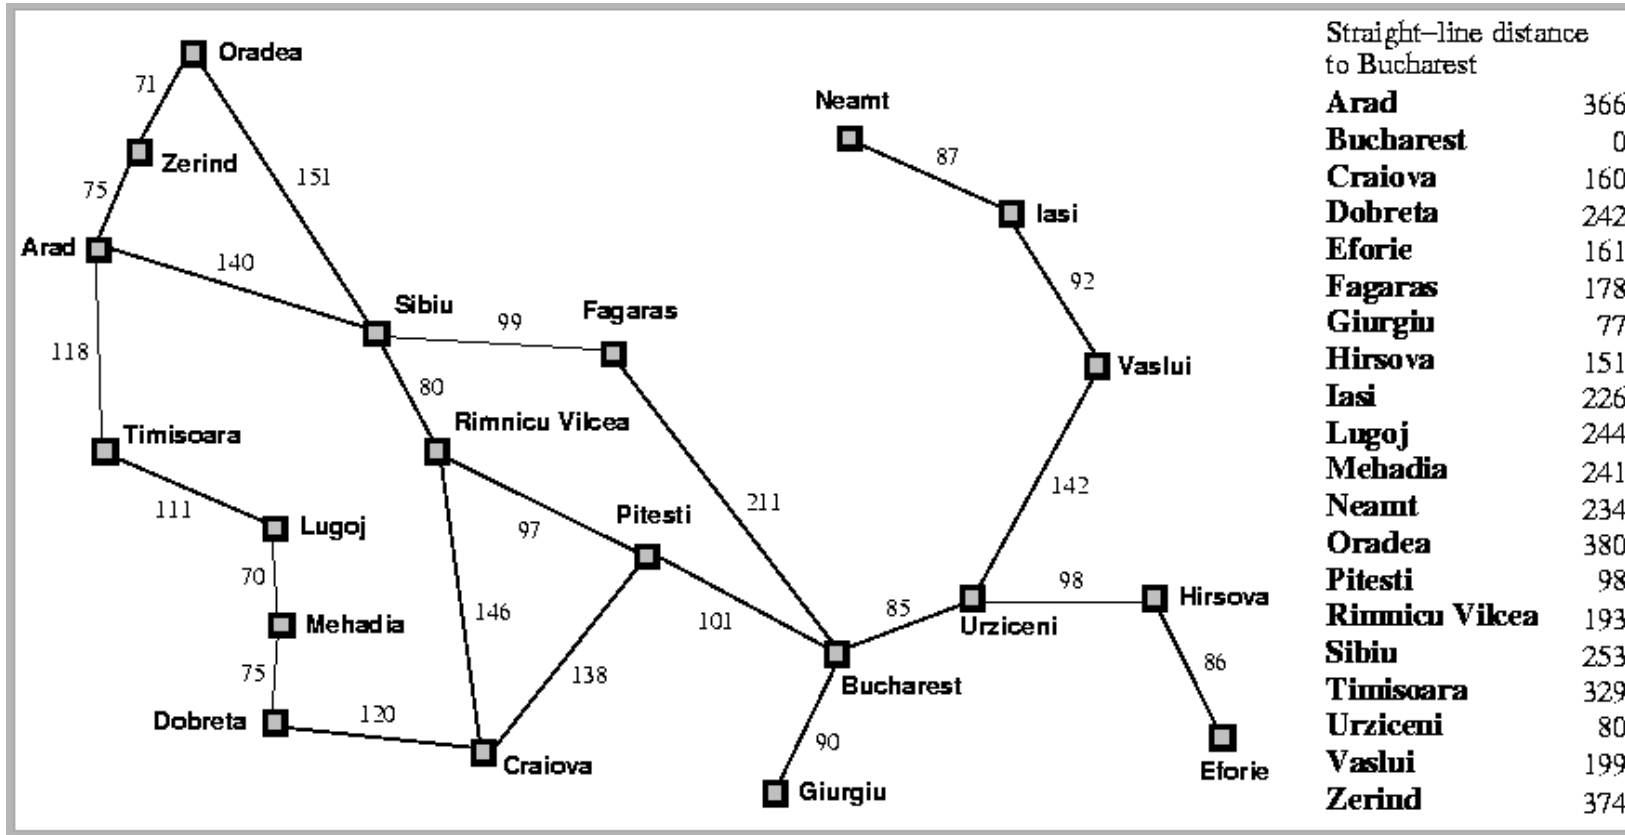 Oradea
71
Neamt
87
Zerind
151
75
Iasi
Arad
140
92
Sibiu
99
Fagaras
118
80
Vaslui
Rimnicu Vilcea
Timisoara
142
211
111
97
Pitesti
Lugoj
70
98
Hirsova
146
101
85
Urziceni
Mehadia
86
75
138
Bucharest
Dobreta
120
90
Craiova
Eforie
Giurgiu
Straight–line distance
to Bucharest
Arad 366
Bucharest 0
Craiova 160
Dobreta 242
Eforie 161
Fagaras 178
Giurgiu 77
Hirsova 151
Iasi 226
Lugoj 244
Mehadia 241
Neamt 234
Oradea 380
Pitesti 98
Rimnicu Vilcea 193
Sibiu 253
Timisoara 329
Urziceni 80
Vaslui 199
Zerind 374